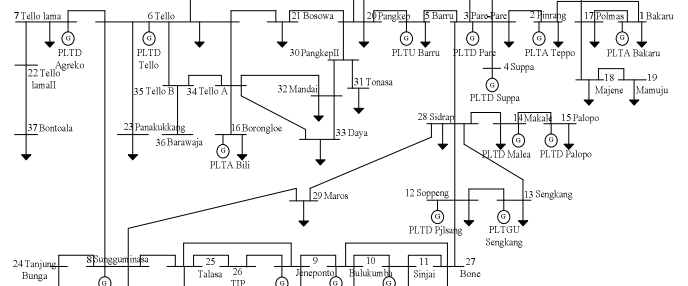 7 Tello lama
6 Tello
21 Bosowa
20 Pangkep
5 Barru
3 Pare-Pare
2 Pinrang
17 Polmas
1 Bakaru
G
G
G
G
G
G
PLTD Agreko
PLTD Tello
30 PangkepII
PLTU Barru
PLTD Pare
PLTA Teppo
PLTA Bakaru
4 Suppa
22 Tello lamaII
35 Tello B
34 Tello A
32 Mandai
31 Tonasa
G
PLTD Suppa
18
Majene
19
Mamuju
37 Bontoala
23 Panakukkang
36 Barawaja
16 Borongloe
33 Daya
28 Sidrap
14 Makale
15 Palopo
G
PLTA Bili
G
PLTD Malea
G
PLTD Palopo
29 Maros
12 Soppeng
13 Sengkang
G
PLTD Pjlsang
G
PLTGU Sengkang
24 Tanjung Bunga
8 Sungguminasa
25
Talasa
26
TIP
9
Jeneponto
10
Bulukumba
11
Sinjai
27
Bone
G
G
G
G